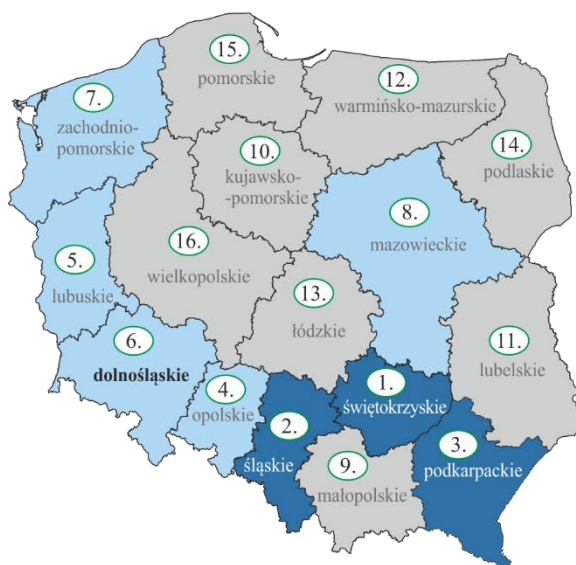 15.
pomorskie
12.
warmińsko-mazurskie
7.
zachodnio-
pomorskie
10.
kujawsko-
-pomorskie
14.
podlaskie
8.
mazowieckie
16.
wielkopolskie
5.
lubuskie
13.
łódzkie
6.
dolnośląskie
11.
lubelskie
4.
opolskie
1.
świętokrzyskie
2.
śląskie
3.
podkarpackie
9.
małopolskie